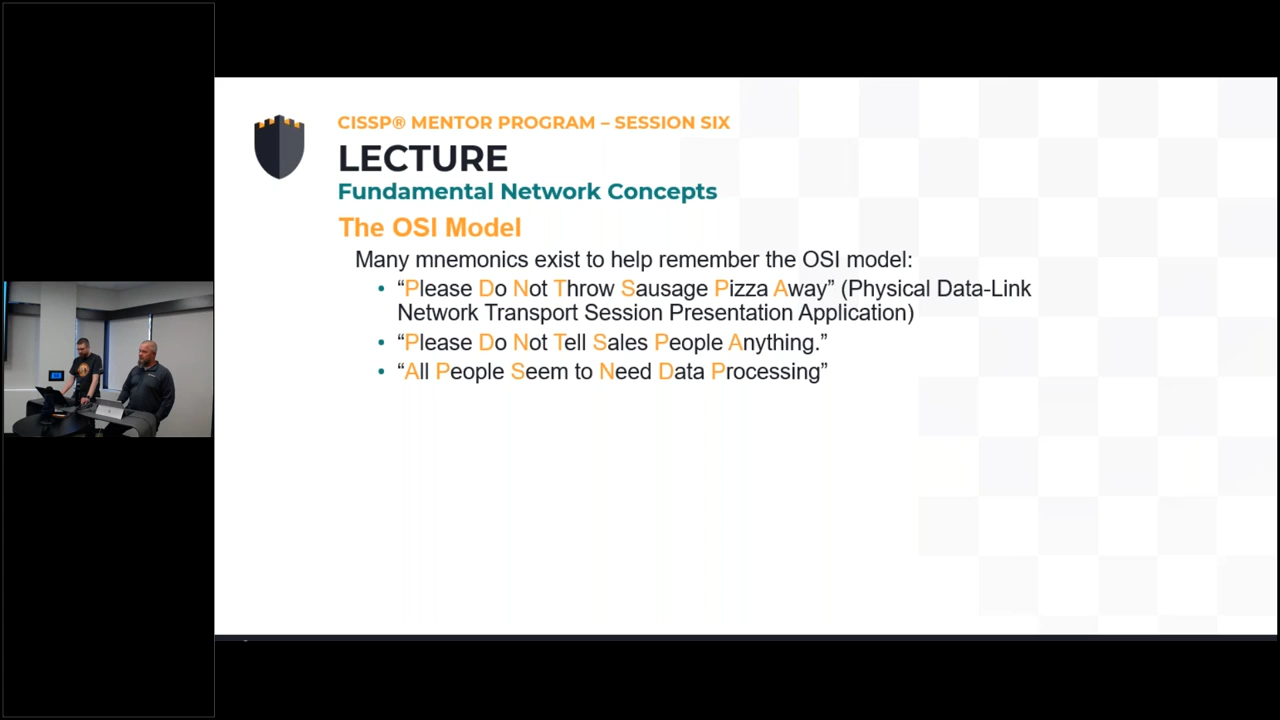 CISSP® MENTOR PROGRAM – SESSION SIX
LECTURE
Fundamental Network Concepts
The OSI Model
Many mnemonics exist to help remember the OSI model:
• “Please Do Not Throw Sausage Pizza Away” (Physical Data-Link
Network Transport Session Presentation Application)
• “Please Do Not Tell Sales People Anything.”
• “All People Seem to Need Data Processing”